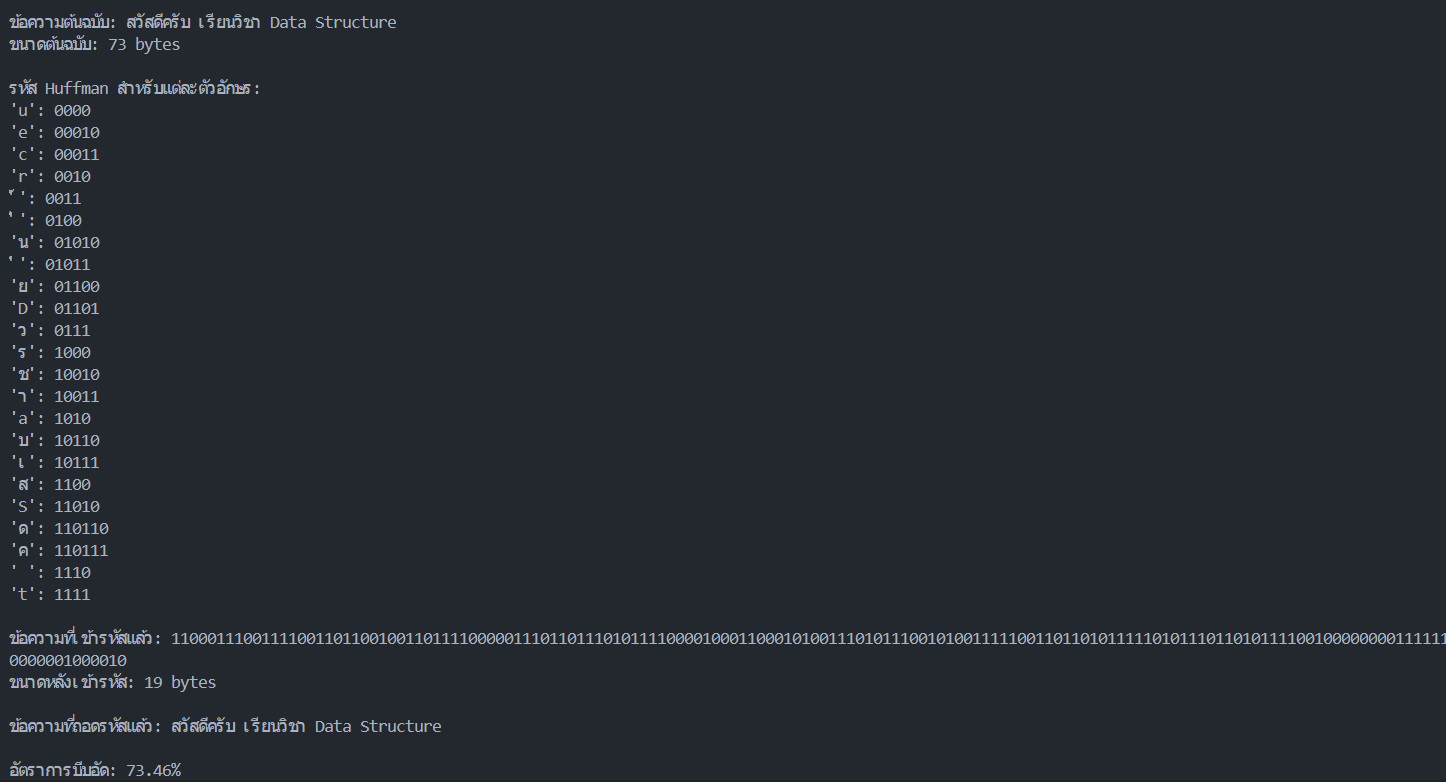 ข้อความต้นฉบับ: สวัสดีครับ เรียนวิชา Data Structure
ขนาดต้นฉบับ: 73 bytes
รหัส Huffman สำหรับแต่ละตัวอักษร:
'u': 0000
'e': 00010
'c': 00011
'r': 0010
'ั': 0011
'ี': 0100
'น': 01010
'ิ': 01011
'ย': 01100
'D': 01101
'ว': 0111
'ร': 1000
'ช': 10010
'า': 10011
'a': 1010
'บ': 10110
'เ': 10111
'ส': 1100
'S': 11010
'ด': 110110
'ค': 110111
' ': 1110
't': 1111
ข้อความที่เข้ารหัสแล้ว: 1100011100111100110110010011011110000011101101110101111000010001100010100111010111001010011111001101101011111010111011010111100100000000111111
0000001000010
ขนาดหลังเข้ารหัส: 19 bytes
ข้อความที่ถอดรหัสแล้ว: สวัสดีครับ เรียนวิชา Data Structure
อัตราการบีบอัด: 73.46%